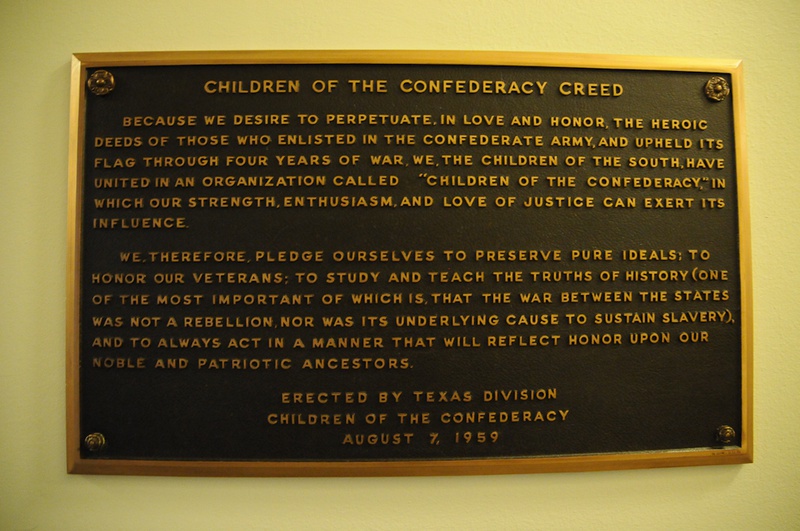 CHILDREN OF THE CONFEDERACY CREED
BECAUSE WE DESIRE TO PERPETUATE, IN LOVE AND HONOR, THE HEROIC
DEEDS OF THOSE WHO ENLISTED IN THE CONFEDERATE ARMY, AND UPHELD ITS
FLAG THROUGH FOUR YEARS OF WAR, WE, THE CHILDREN OF THE SOUTH, HAVE
UNITED IN AN ORGANIZATION CALLED "CHILDREN OF THE CONFEDERACY," IN
WHICH OUR STRENGTH, ENTHUSIASM, AND LOVE OF JUSTICE CAN EXERT ITS
INFLUENCE.
WE, THEREFORE, PLEDGE OURSELVES TO PRESERVE PURE IDEALS; TO
HONOR OUR VETERANS; TO STUDY AND TEACH THE TRUTHS OF HISTORY (ONE
OF THE MOST IMPORTANT OF WHICH IS, THAT THE WAR BETWEEN THE STATES
WAS NOT A REBELLION, NOR WAS ITS UNDERLYING CAUSE TO SUSTAIN SLAVERY),
AND TO ALWAYS ACT IN A MANNER THAT WILL REFLECT HONOR UPON OUR
NOBLE AND PATRIOTIC ANCESTORS.
ERECTED BY TEXAS DIVISION
CHILDREN OF THE CONFEDERACY
AUGUST 7, 1959